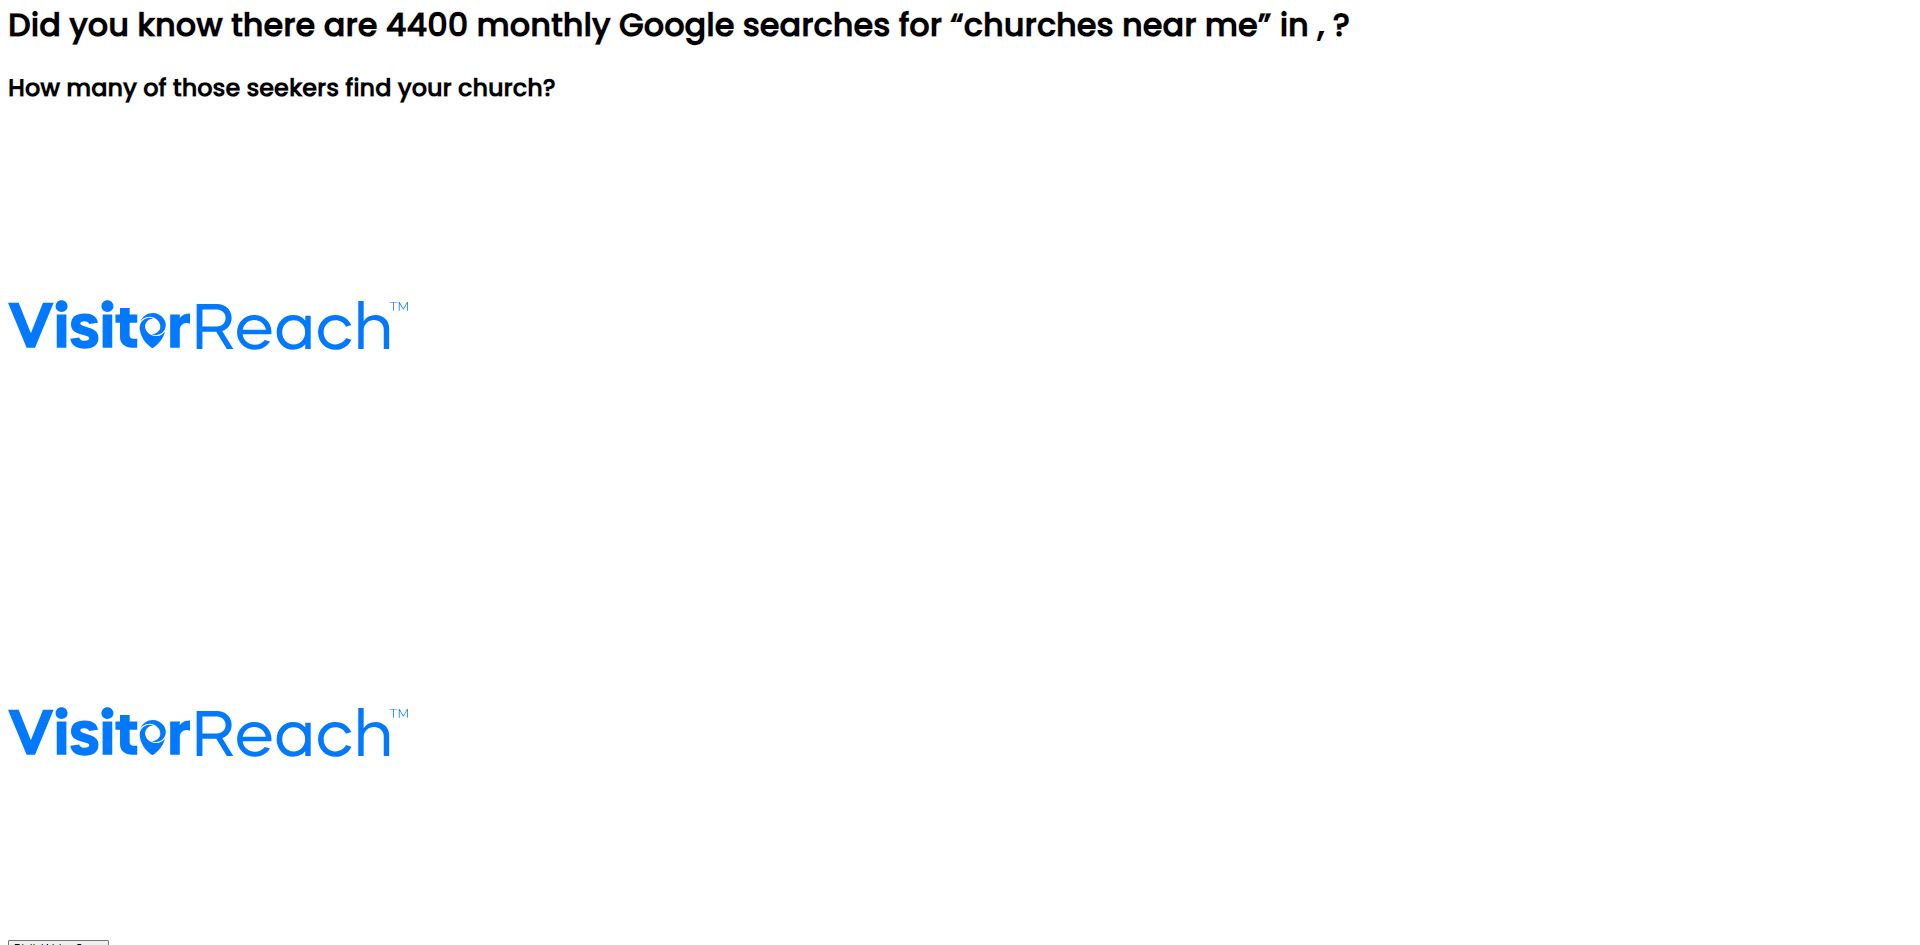 Did you know there are 4400 monthly Google searches for “churches near me” in , ?
How many of those seekers find your church?
VisitorReach™
VisitorReach™